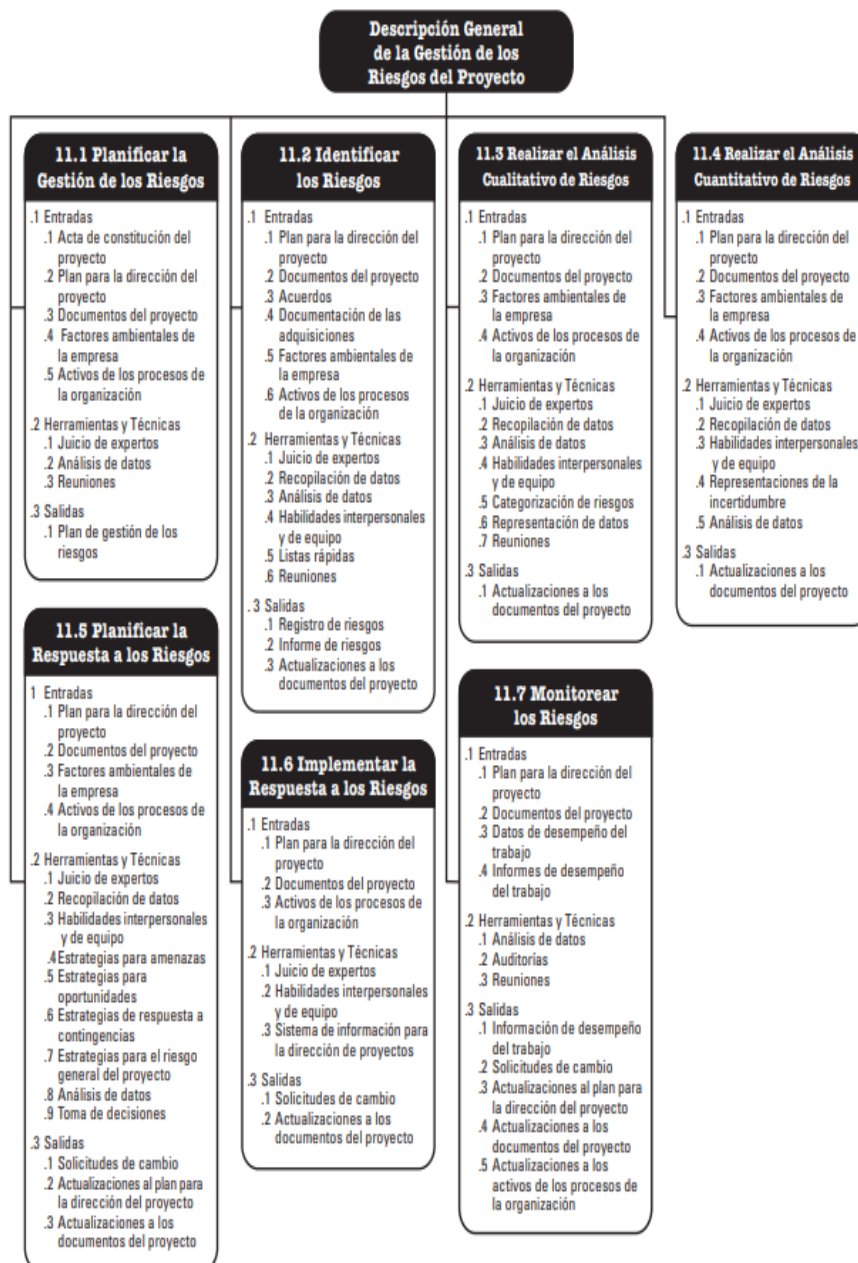 Descripción General
de la Gestión de los
Riesgos del Proyecto
11.1 Planificar la
Gestión de los Riesgos
.1 Entradas
.1 Acta de constitución del
proyecto
.2 Plan para la dirección del
proyecto
.3 Documentos del proyecto
.4 Factores ambientales de
la empresa
.5 Activos de los procesos de
la organización
.2 Herramientas y Técnicas
.1 Juicio de expertos
.2 Análisis de datos
.3 Reuniones
.3 Salidas
.1 Plan de gestión de los
riesgos
11.2 Identificar
los Riesgos
.1 Entradas
.1 Plan para la dirección del
proyecto
.2 Documentos del proyecto
.3 Acuerdos
.4 Documentación de las
adquisiciones
.5 Factores ambientales de
la empresa
.6 Activos de los procesos
de la organización
.2 Herramientas y Técnicas
.1 Juicio de expertos
.2 Recopilación de datos
.3 Análisis de datos
.4 Habilidades interpersonales
y de equipo
.5 Listas rápidas
.6 Reuniones
. 3 Salidas
.1 Registro de riesgos
.2 Informe de riesgos
.3 Actualizaciones a los
documentos del proyecto
11.3 Realizar el Análisis
Cualitativo de Riesgos
.1 Entradas
.1 Plan para la dirección del
proyecto
.2 Documentos del proyecto
.3 Factores ambientales de
la empresa
.4 Activos de los procesos de
la organización
.2 Herramientas y Técnicas
.1 Juicio de expertos
.2 Recopilación de datos
.3 Análisis de datos
.4 Habilidades interpersonales
y de equipo
.5 Categorización de riesgos
.6 Representación de datos
.7 Reuniones
.3 Salidas
.1 Actualizaciones a los
documentos del proyecto
11.4 Realizar el Análisis
Cuantitativo de Riesgos
.1 Entradas
.1 Plan para la dirección del
proyecto
.2 Documentos del proyecto
.3 Factores ambientales de
la empresa
.4 Activos de los procesos de
la organización
.2 Herramientas y Técnicas
.1 Juicio de expertos
.2 Recopilación de datos
.3 Habilidades interpersonales
y de equipo
.4 Representaciones de la
incertidumbre
.5 Análisis de datos
.3 Salidas
.1 Actualizaciones a los
documentos del proyecto
11.5 Planificar la
Respuesta a los Riesgos
1 Entradas
.1 Plan para la dirección del
proyecto
.2 Documentos del proyecto
.3 Factores ambientales de
la empresa
.4 Activos de los procesos de
la organización
.2 Herramientas y Técnicas
.1 Juicio de expertos
.2 Recopilación de datos
.3 Habilidades interpersonales
y de equipo
.4 Estrategias para amenazas
.5 Estrategias para
oportunidades
.6 Estrategias de respuesta a
contingencias
.7 Estrategias para el riesgo
general del proyecto
.8 Análisis de datos
.9 Toma de decisiones
.3 Salidas
.1 Solicitudes de cambio
.2 Actualizaciones al plan para
la dirección del proyecto
.3 Actualizaciones a los
documentos del proyecto
11.6 Implementar la
Respuesta a los Riesgos
.1 Entradas
.1 Plan para la dirección del
proyecto
.2 Documentos del proyecto
.3 Activos de los procesos de
la organización
.2 Herramientas y Técnicas
.1 Juicio de expertos
.2 Habilidades interpersonales
y de equipo
.3 Sistema de información para
la dirección de proyectos
.3 Salidas
.1 Solicitudes de cambio
.2 Actualizaciones a los
documentos del proyecto
11.7 Monitorear
los Riesgos
.1 Entradas
.1 Plan para la dirección del
proyecto
.2 Documentos del proyecto
.3 Datos de desempeño del
trabajo
.4 Informes de desempeño
del trabajo
.2 Herramientas y Técnicas
.1 Análisis de datos
.2 Auditorías
.3 Reuniones
.3 Salidas
.1 Información de desempeño
del trabajo
.2 Solicitudes de cambio
.3 Actualizaciones al plan para
la dirección del proyecto
.4 Actualizaciones a los
documentos del proyecto
.5 Actualizaciones a los
activos de los procesos de
la organización